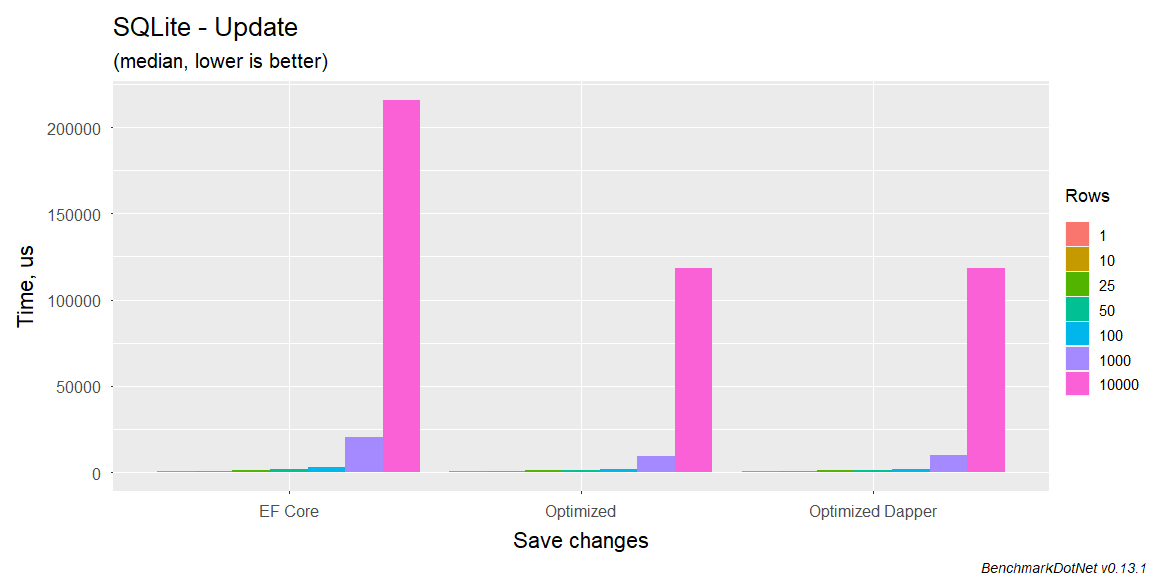 SQLite - Update
(median, lower is better)
Time, us
200000
150000
100000
50000
0
EF Core
Optimized
Optimized Dapper
Save changes
Rows
1
10
25
50
100
1000
10000
BenchmarkDotNet v0.13.1